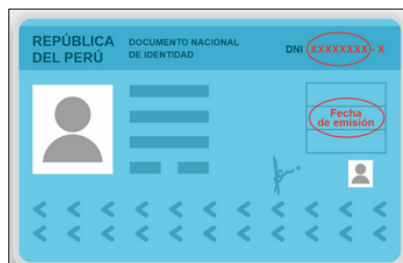 REPÚBLICA
DEL PERÚ
DOCUMENTO NACIONAL
DE IDENTIDAD
DNI XXXXXXXX - X
Fecha
de emisión